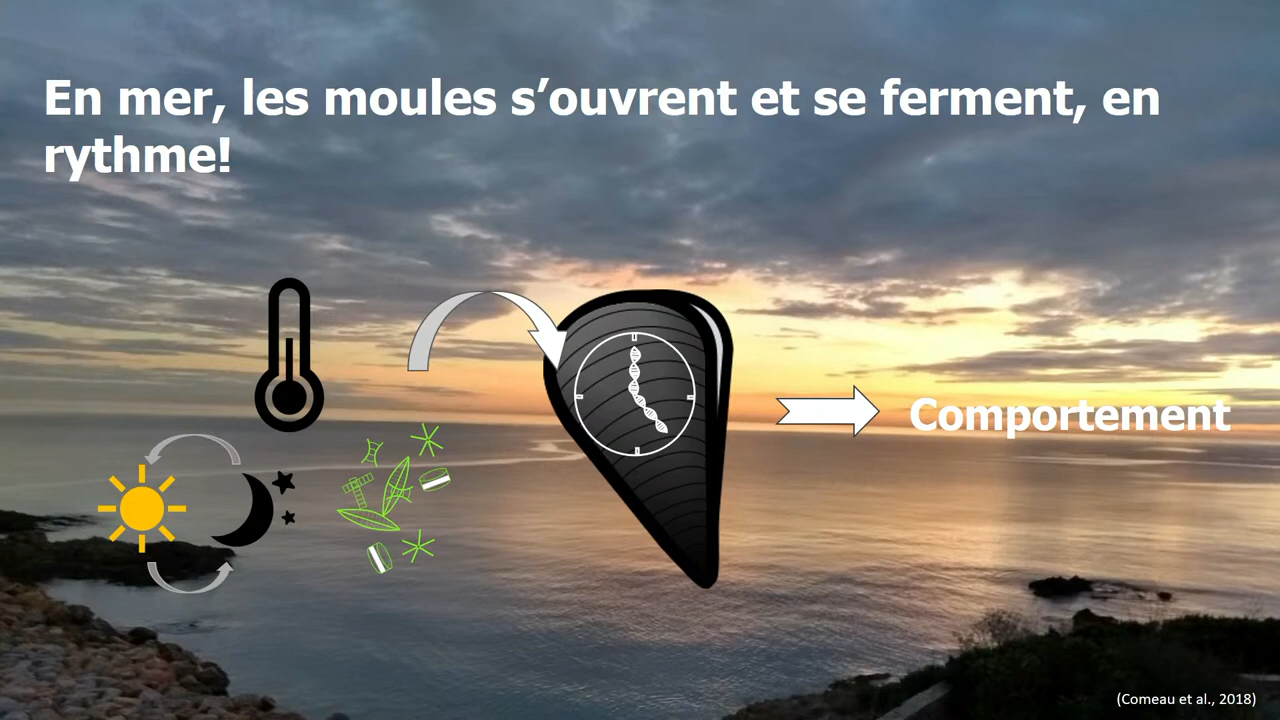 En mer, les moules s’ouvrent et se ferment, en
rythme!
Comportement
(Comeau et al., 2018)